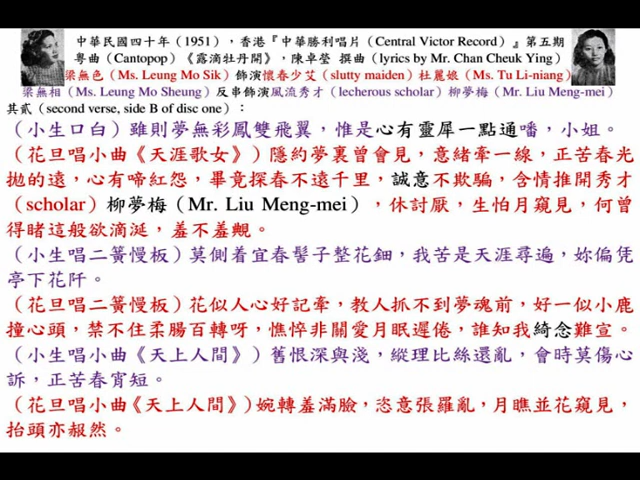 中華民國四十年（1951），香港『中華勝利唱片（Central Victor Record）』第五期
粵曲（Cantopop）《露滴牡丹開》，陳卓瑩 撰曲（lyrics by Mr. Chan Cheuk Ying）
梁無色（Ms. Leung Mo Sik）飾演懷春少艾（slutty maiden）杜麗娘（Ms. Tu Li-niang）
梁無相（Ms. Leung Mo Sheung）反串飾演風流秀才（lecherous scholar）柳夢梅（Mr. Liu Meng-mei）
其貳（second verse, side B of disc one）：
（小生口白）雖則夢無彩鳳雙飛翼，惟是心有靈犀一點通噃，小姐。
（花旦唱小曲《天涯歌女》）隱約夢裏曾會見，意緒牽一線，正苦春光
拋的遠，心有啼紅怨，畢竟探春不遠千里，誠意不欺騙，含情推開秀才
（scholar）柳夢梅（Mr. Liu Meng-mei），休討厭，生怕月窺見，何曾
得睹這般欲滴涎，羞不羞覥。
（小生唱二簧慢板）莫側着宜春髻子整花鈿，我苦是天涯尋遍，妳偏凭
亭下花阡。
（花旦唱二簧慢板）花似人心好記牽，教人抓不到夢魂前，好一似小鹿
撞心頭，禁不住柔腸百轉呀，憔悴非關愛月眠遲倦，誰知我綺念難宣。
（小生唱小曲《天上人間》）舊恨深與淺，縱理比絲還亂，會時莫傷心
訴，正苦春宵短。
（花旦唱小曲《天上人間》)婉轉羞滿臉，恣意張羅亂，月瞧並花窺見，
抬頭亦赧然。